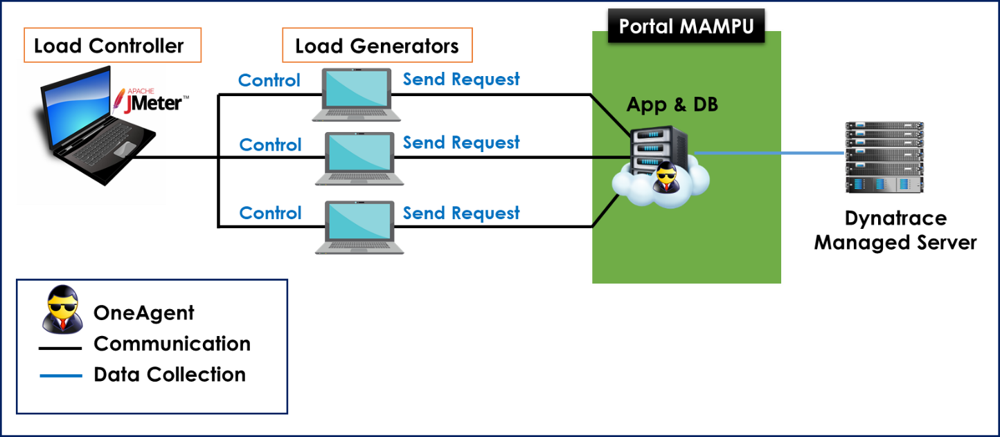 Portal MAMPU
Load Controller
Load Generators
APACHE
JMeter™
Control
Send Request
App & DB
Control
Send Request
Control
Send Request
Dynatrace
Managed Server
OneAgent
Communication
Data Collection